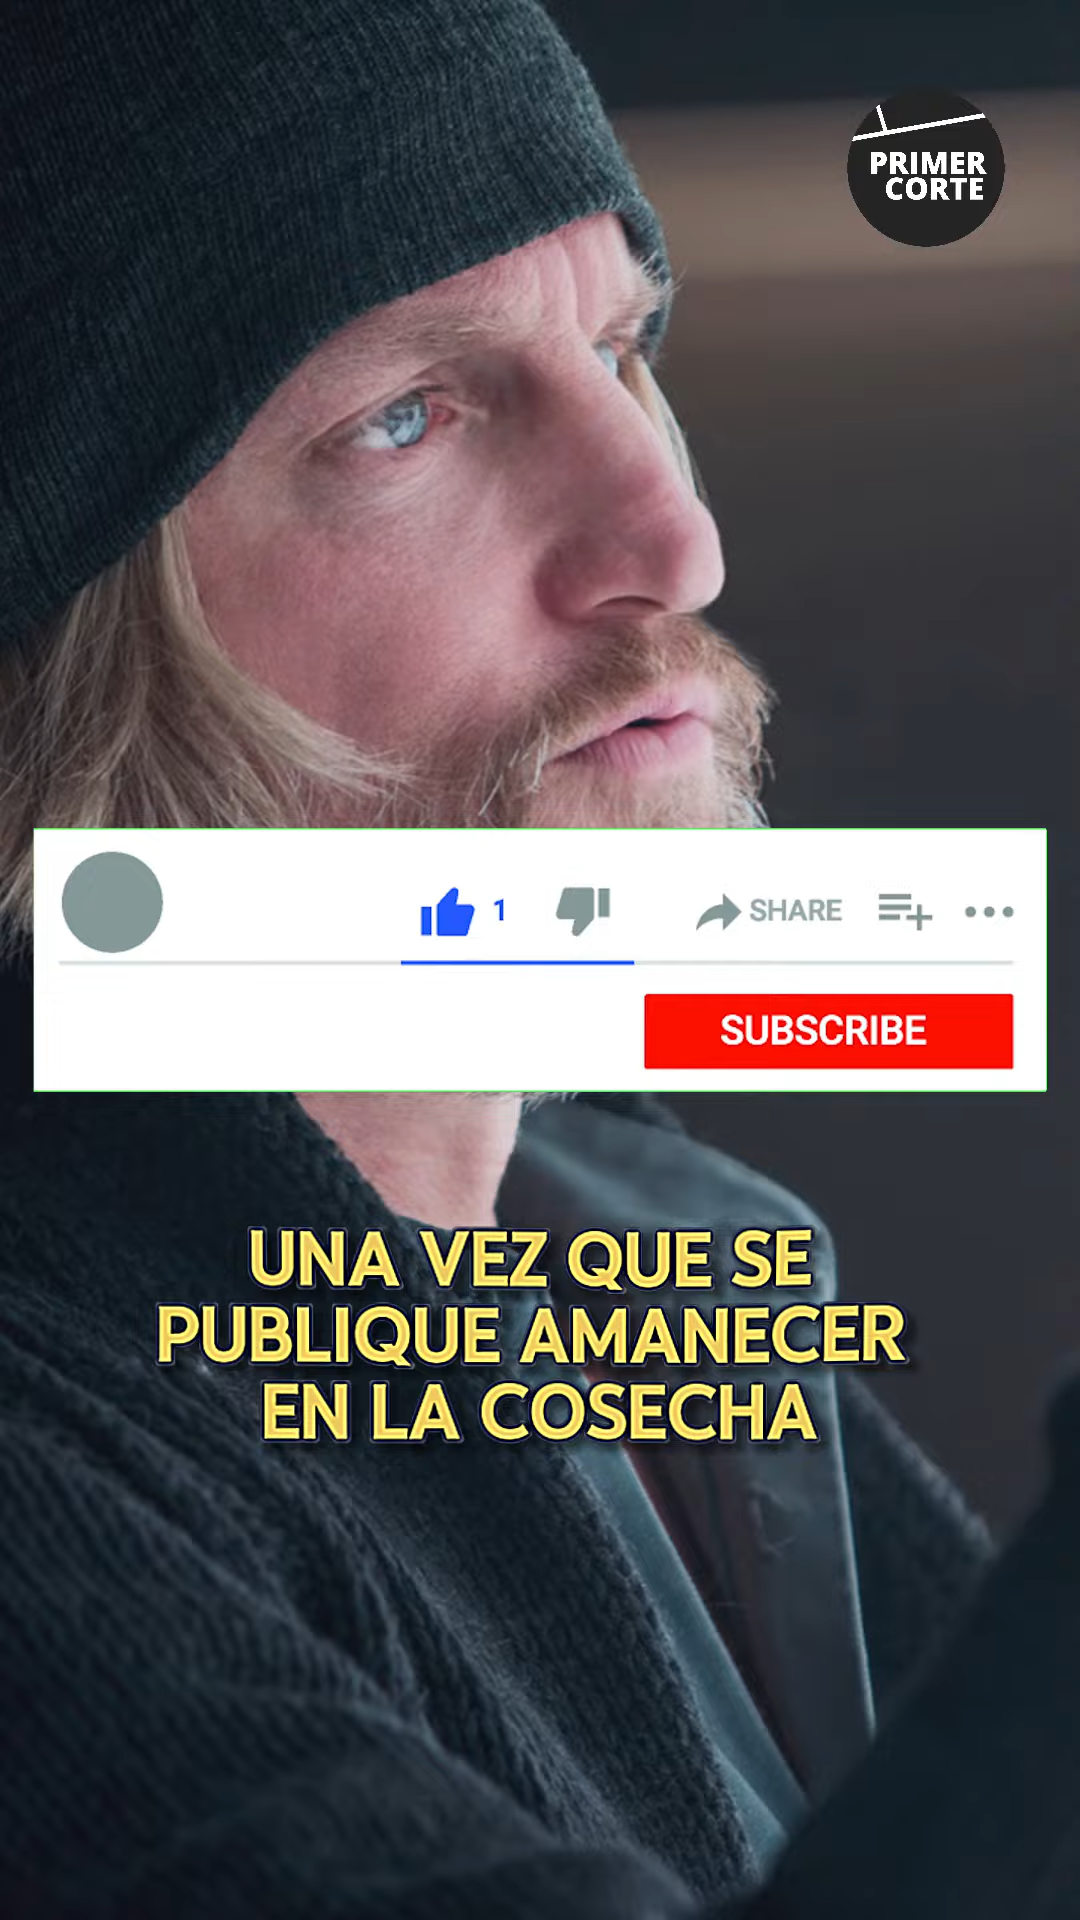 PRIMER
CORTE
1
SHARE
SUBSCRIBE
UNA VEZ QUE SE
PUBLIQUE AMANECER
EN LA COSECHA